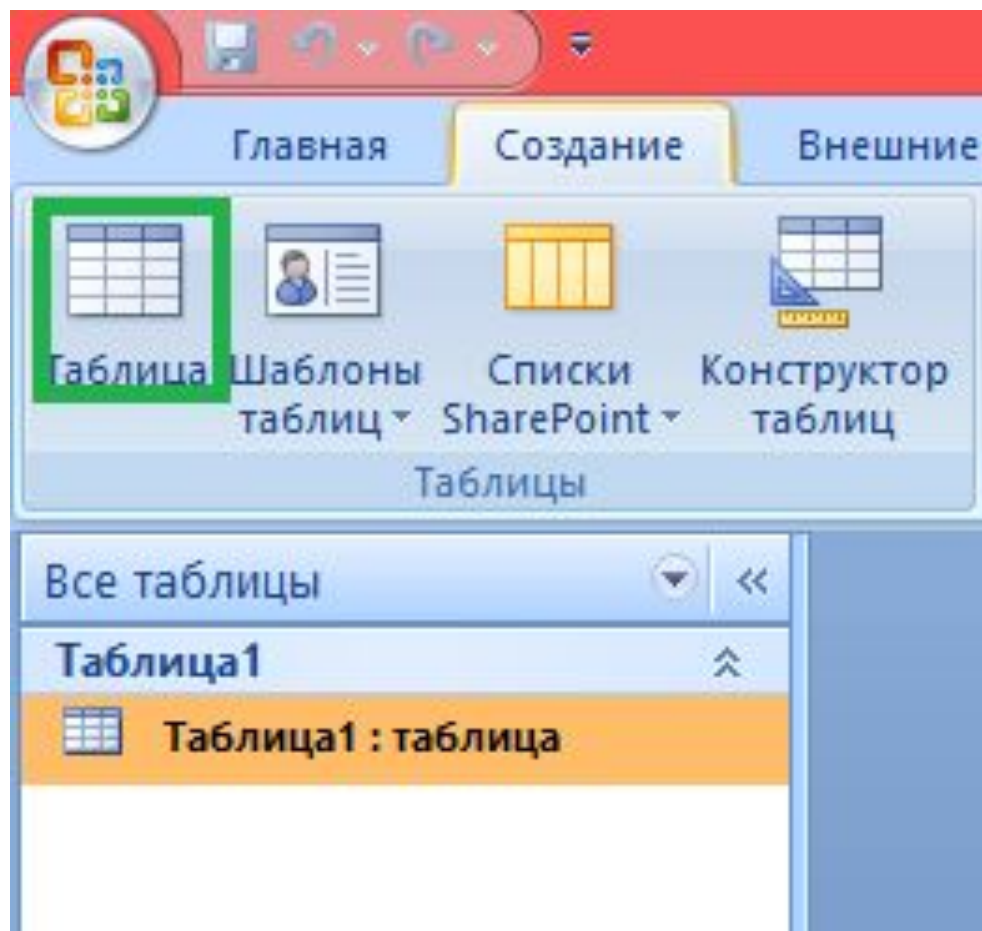 Главная Создание Внешние
Таблица Шаблоны Списки Конструктор
таблиц SharePoint таблиц
Таблицы
Все таблицы
Таблица1
Таблица1 : таблица